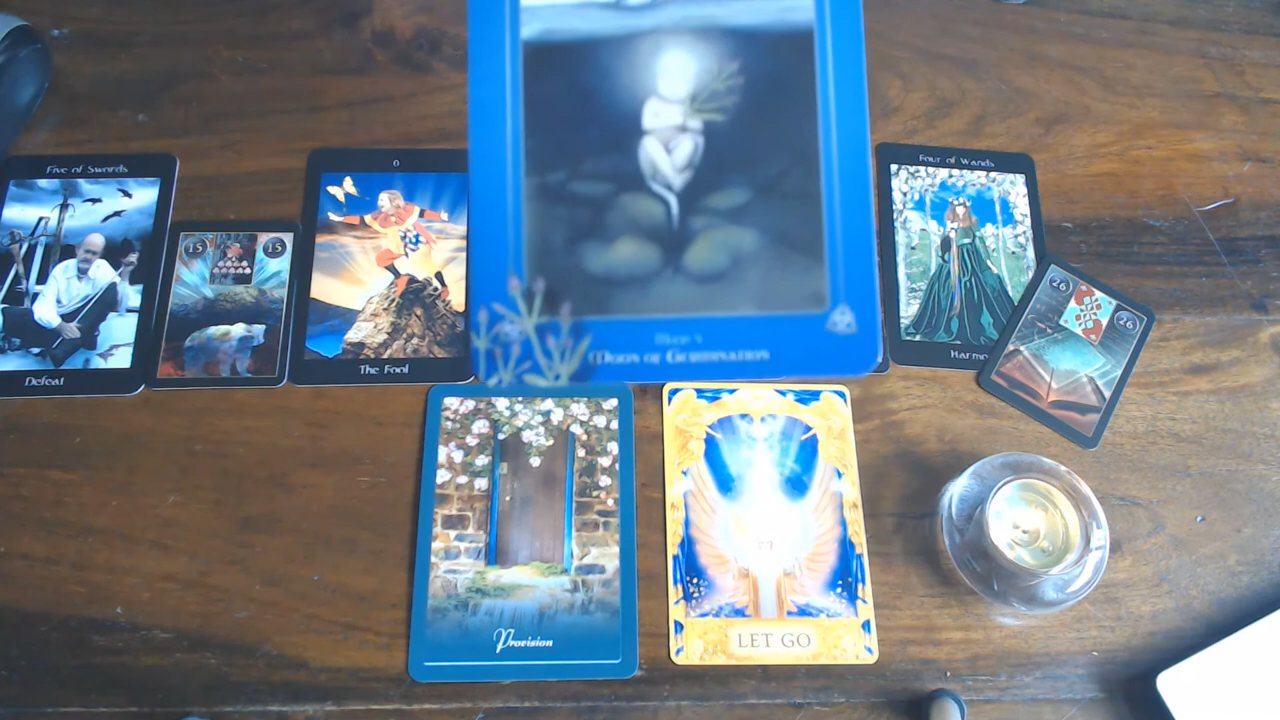 Five of Swords
Defeat
15 15
0
The Fool
Moon of Germination
Four of Wands
Harmo
26
26
Provision
LET GO